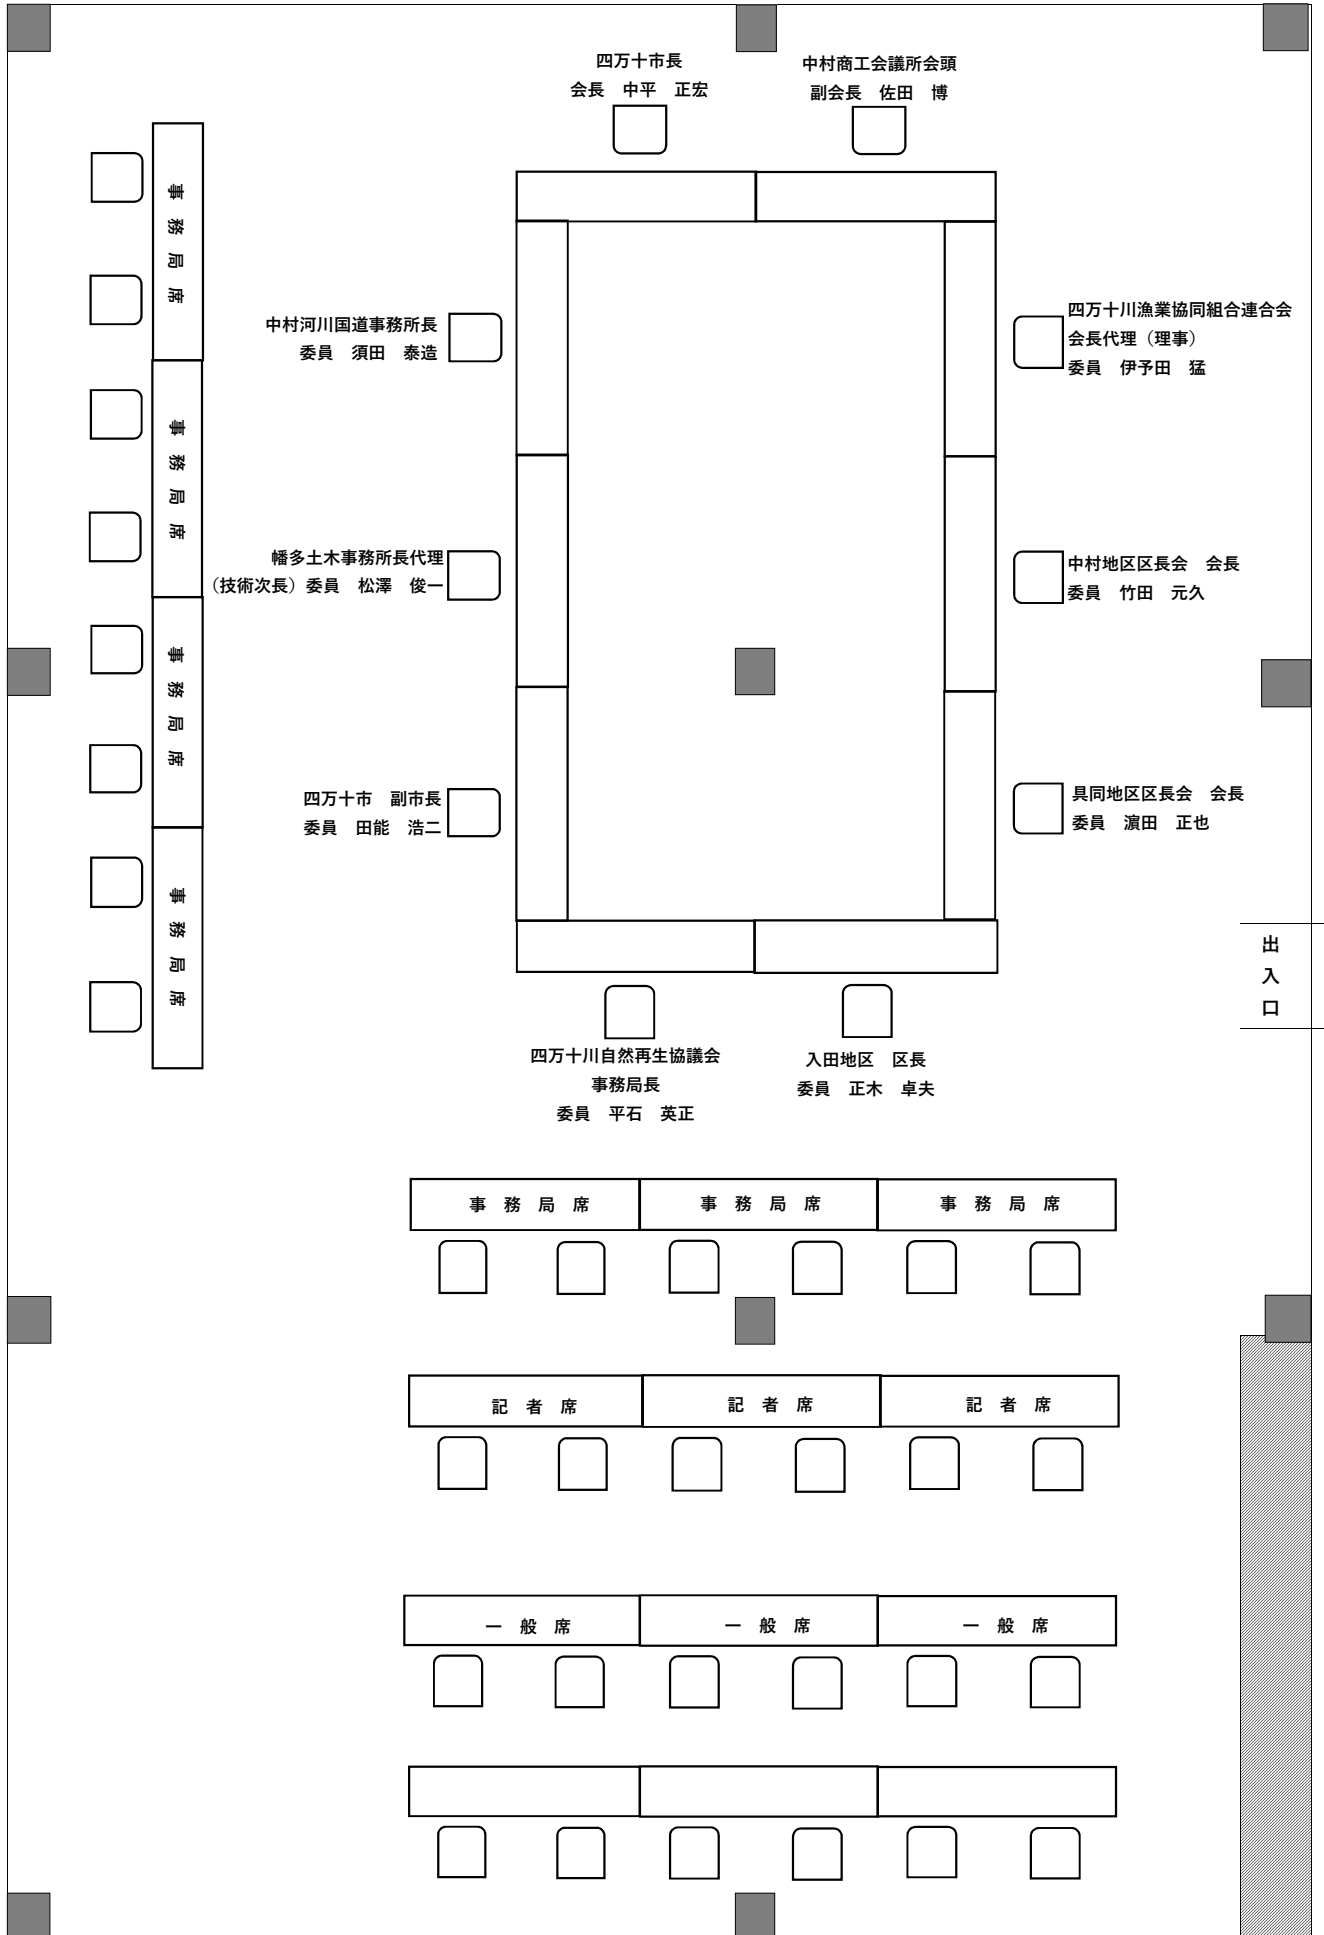 四万十市長
会長　中平　正宏
中村商工会議所会頭
副会長　佐田　博
事務局席
事務局席
事務局席
事務局席
中村河川国道事務所長
委員　須田　泰造
四万十川漁業協同組合連合会
会長代理（理事）
委員　伊予田　猛
幡多土木事務所長代理
（技術次長）委員　松澤　俊一
中村地区区長会　会長
委員　竹田　元久
四万十市　副市長
委員　田能　浩二
具同地区区長会　会長
委員　濵田　正也
出入口
四万十川自然再生協議会
事務局長
委員　平石　英正
入田地区　区長
委員　正木　卓夫
事　務　局　席
事　務　局　席
事　務　局　席
記　者　席
記　者　席
記　者　席
一　般　席
一　般　席
一　般　席